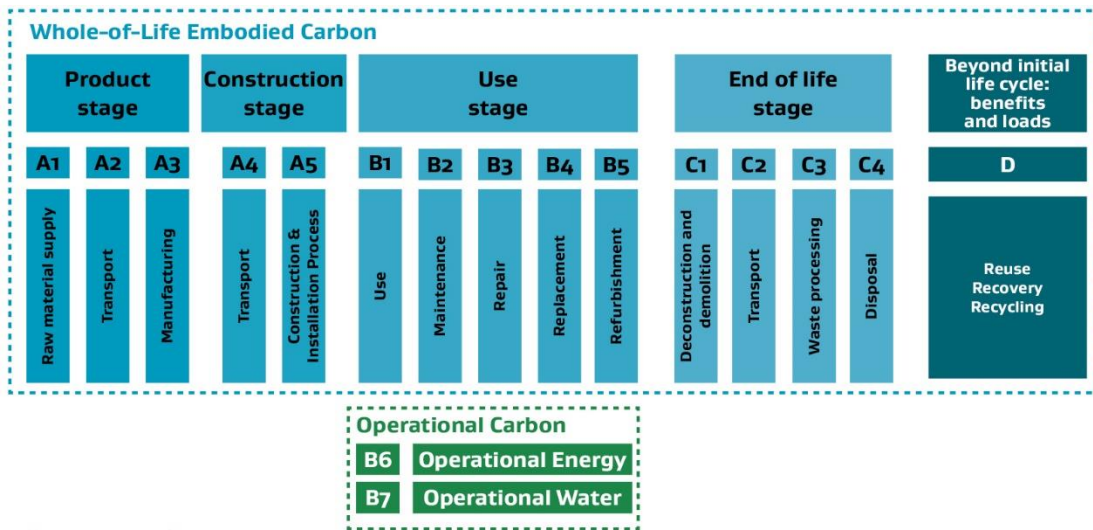 Whole-of-Life Embodied Carbon
Product
stage
Construction
stage
Use
stage
End of life
stage
Beyond initial
life cycle:
benefits
and loads
A1
A2
A3
A4
A5
B1
B2
B3
B4
B5
C1
C2
C3
C4
D
Raw material supply
Transport
Manufacturing
Transport
Construction &
Installation Process
Use
Maintenance
Repair
Replacement
Refurbishment
Deconstruction and
demolition
Transport
Waste processing
Disposal
Reuse
Recovery
Recycling
Operational Carbon
B6 Operational Energy
B7 Operational Water